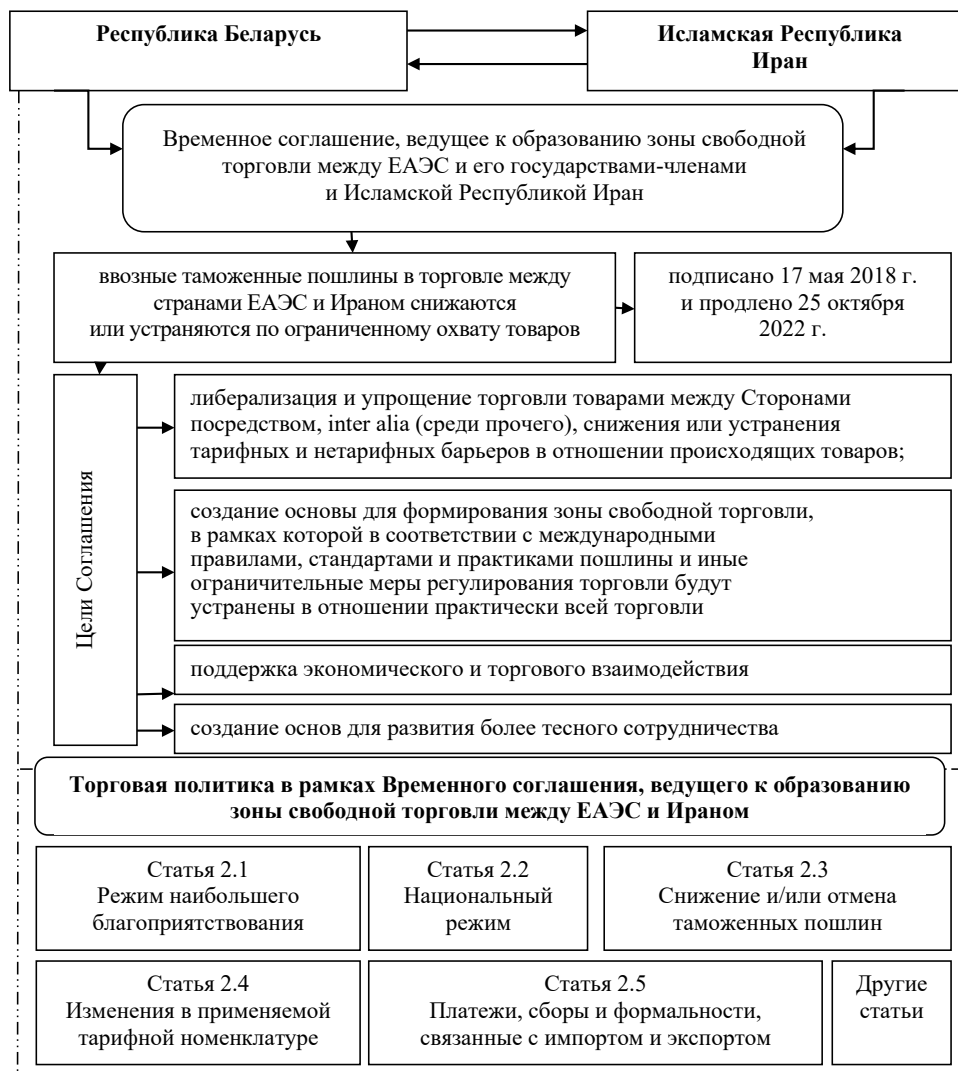 Республика Беларусь
Исламская Республика
Иран
Временное соглашение, ведущее к образованию зоны свободной
торговли между ЕАЭС и его государствами-членами
и Исламской Республикой Иран
ввозные таможенные пошлины в торговле между
странами ЕАЭС и Ираном снижаются
или устраняются по ограниченному охвату товаров
подписано 17 мая 2018 г.
и продлено 25 октября
2022 г.
Цели Соглашения
либерализация и упрощение торговли товарами между Сторонами
посредством, inter alia (среди прочего), снижения или устранения
тарифных и нетарифных барьеров в отношении происходящих товаров;
создание основы для формирования зоны свободной торговли,
в рамках которой в соответствии с международными
правилами, стандартами и практиками пошлины и иные
ограничительные меры регулирования торговли будут
устранены в отношении практически всей торговли
поддержка экономического и торгового взаимодействия
создание основ для развития более тесного сотрудничества
Торговая политика в рамках Временного соглашения, ведущего к образованию
зоны свободной торговли между ЕАЭС и Ираном
Статья 2.1
Режим наибольшего
благоприятствования
Статья 2.2
Национальный
режим
Статья 2.3
Снижение и/или отмена
таможенных пошлин
Статья 2.4
Изменения в применяемой
тарифной номенклатуре
Статья 2.5
Платежи, сборы и формальности,
связанные с импортом и экспортом
Другие
статьи